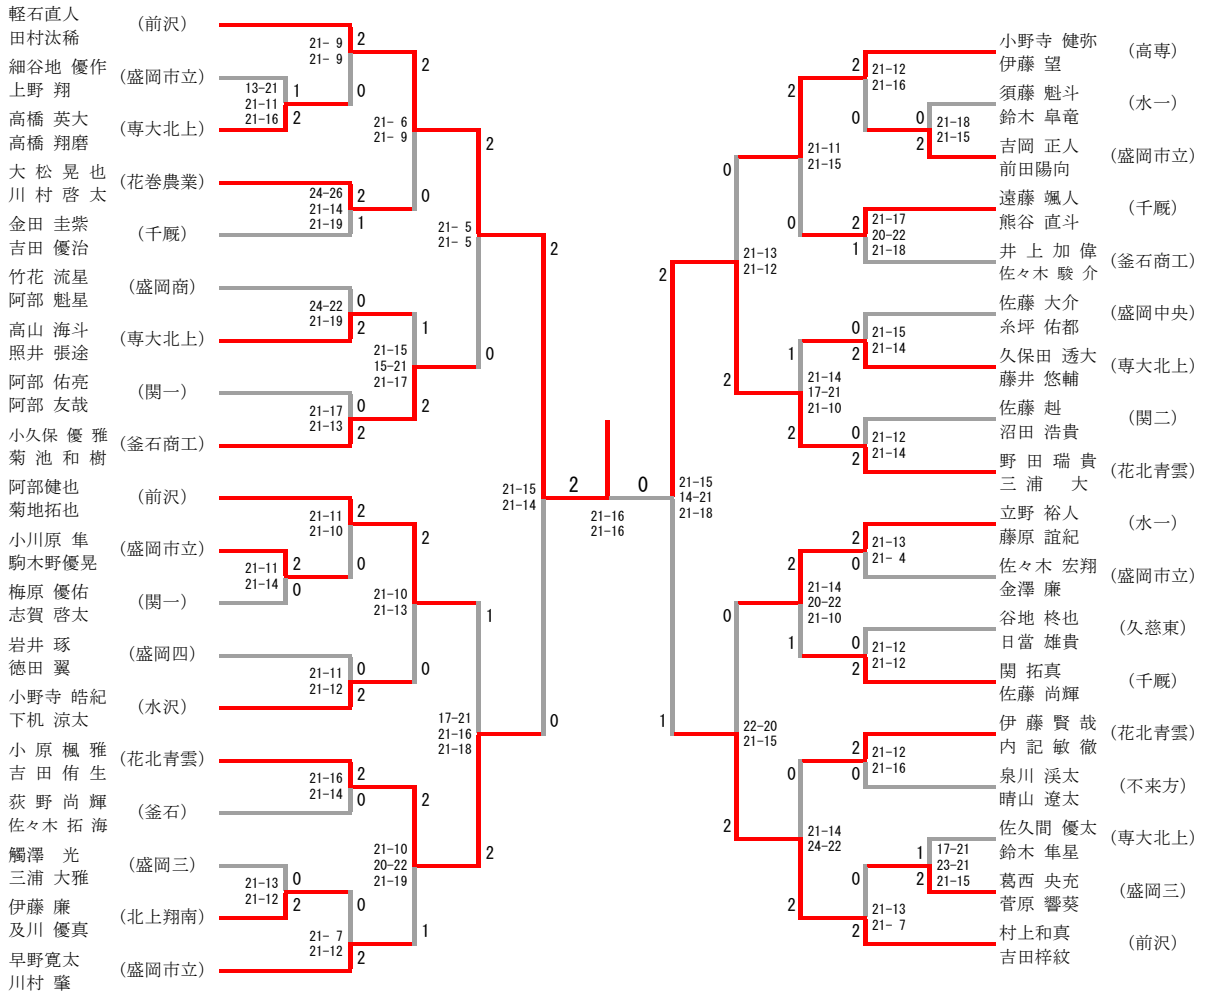 軽石直人
田村汰稀
(前沢)
細谷地 優作
上野 翔
(盛岡市立)
高橋 英大
高橋 翔磨
(専大北上)
大 松 晃 也
川 村 啓 太
(花巻農業)
金田 圭紫
吉田 優治
(千厩)
竹花 流星
阿部 魁星
(盛岡商)
高山 海斗
照井 張途
(専大北上)
阿部 佑亮
阿部 友哉
(関一)
小久保 優 雅
菊 池 和 樹
(釜石商工)
阿部健也
菊地拓也
(前沢)
小川原 隼
駒木野優晃
(盛岡市立)
梅原 優佑
志賀 啓太
(関一)
岩井 琢
徳田 翼
(盛岡四)
小野寺 皓紀
下机 涼太
(水沢)
小 原 楓 雅
吉 田 侑 生
(花北青雲)
荻 野 尚 輝
佐々木 拓 海
(釜石)
觸澤 光
三浦 大雅
(盛岡三)
伊藤 廉
及川 優真
(北上翔南)
早野寛太
川村 肇
(盛岡市立)
21- 9
21- 9
2
0
13-21
21-11
21-16
1
2
21- 6
21- 9
2
0
24-26
21-14
21-19
2
1
21- 5
21- 5
2
0
24-22
21-19
0
2
21-15
15-21
21-17
1
2
21-17
21-13
0
2
21-15
21-14
2
0
21-11
21-10
2
0
21-11
21-14
2
0
21-10
21-13
2
0
21-11
21-12
0
2
17-21
21-16
21-18
1
2
21-16
21-14
2
0
21-10
20-22
21-19
2
1
21-13
21-12
0
2
21- 7
21-12
0
2
2
0
21-16
21-16
21-15
14-21
21-18
2
1
21-13
21-12
0
2
21-11
21-15
2
0
21-12
21-16
2
0
21-18
21-15
0
2
21-17
20-22
21-18
2
1
21-14
17-21
21-10
1
2
21-15
21-14
0
2
21-12
21-14
0
2
22-20
21-15
0
2
21-14
20-22
21-10
2
1
21-13
21- 4
2
0
21-12
21-12
0
2
21-14
24-22
0
2
21-12
21-16
2
0
17-21
23-21
21-15
1
2
21-13
21- 7
0
2
小野寺 健弥
伊藤 望
(高専)
須藤 魁斗
鈴木 皐竜
(水一)
吉岡 正人
前田陽向
(盛岡市立)
遠藤 颯人
熊谷 直斗
(千厩)
井 上 加 偉
佐々木 駿 介
(釜石商工)
佐藤 大介
糸坪 佑都
(盛岡中央)
久保田 透大
藤井 悠輔
(専大北上)
佐藤 赳
沼田 浩貴
(関二)
野 田 瑞 貴
三 浦 大
(花北青雲)
立野 裕人
藤原 誼紀
(水一)
佐々木 宏翔
金澤 廉
(盛岡市立)
谷地 柊也
日當 雄貴
(久慈東)
関 拓真
佐藤 尚輝
(千厩)
伊 藤 賢 哉
内 記 敏 徹
(花北青雲)
泉川 渓太
晴山 遼太
(不来方)
佐久間 優太
鈴木 隼星
(専大北上)
葛西 央充
菅原 響葵
(盛岡三)
村上和真
吉田梓紋
(前沢)